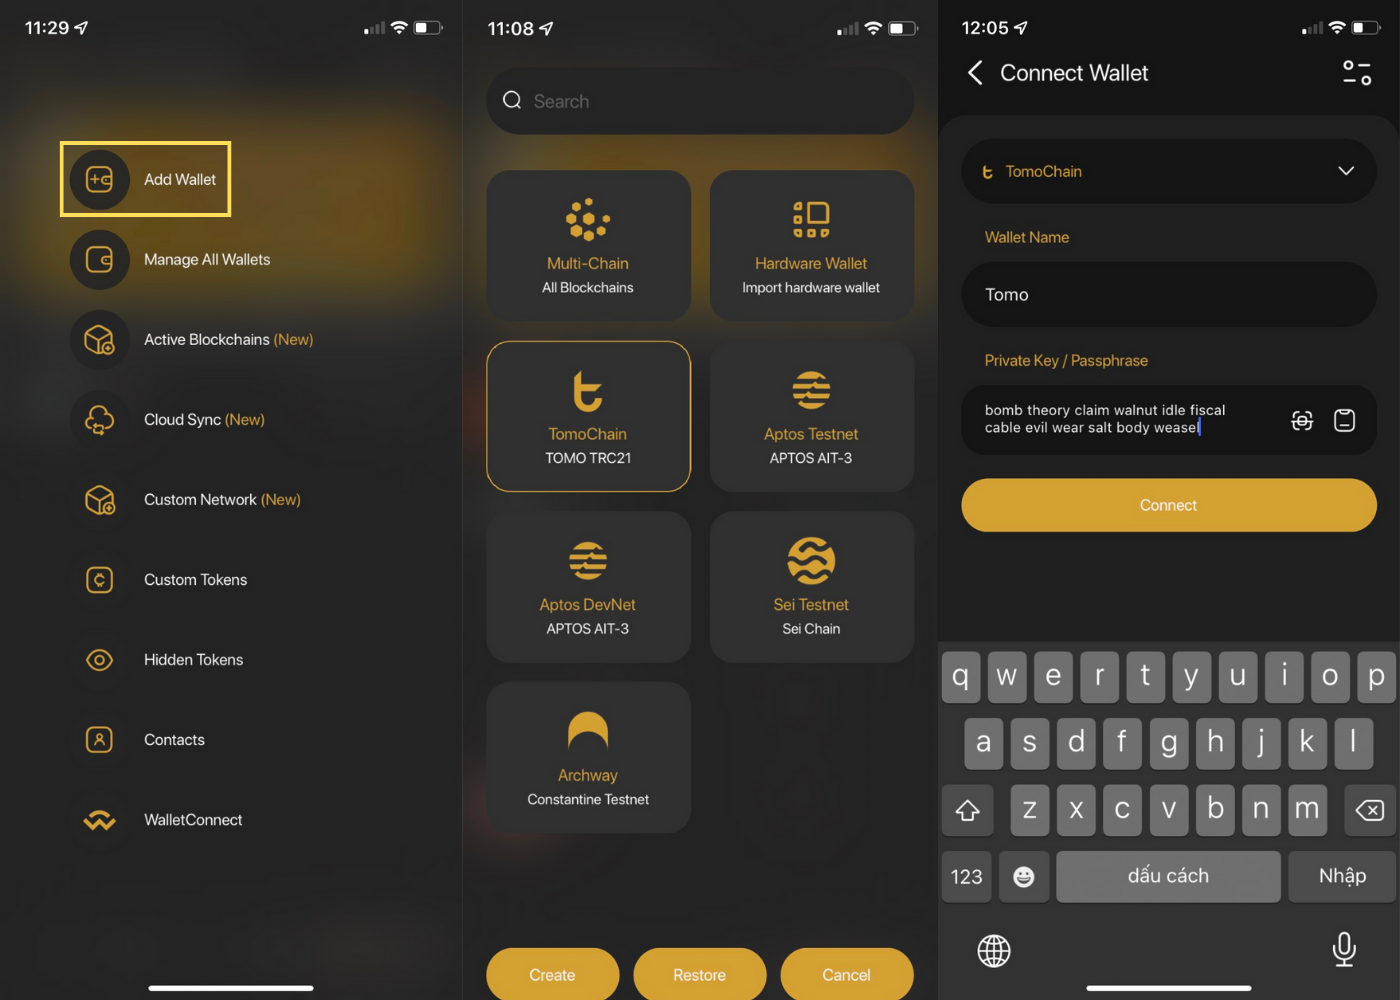 11:29
Add Wallet
Manage All Wallets
Active Blockchains (New)
Cloud Sync (New)
Custom Network (New)
Custom Tokens
Hidden Tokens
Contacts
WalletConnect
11:08
Search
Multi-Chain
All Blockchains
Hardware Wallet
Import hardware wallet
TomoChain
TOMO TRC21
Aptos Testnet
APTOS AIT-3
Aptos DevNet
APTOS AIT-3
Sei Testnet
Sei Chain
Archway
Constantine Testnet
Create
Restore
Cancel
12:05
Connect Wallet
TomoChain
Wallet Name
Tomo
Private Key / Passphrase
bomb theory claim walnut idle fiscal
cable evil wear salt body weasel
Connect
q w e r t y u i o p
a s d f g h j k l
z x c v b n m
123 dấu cách Nhập